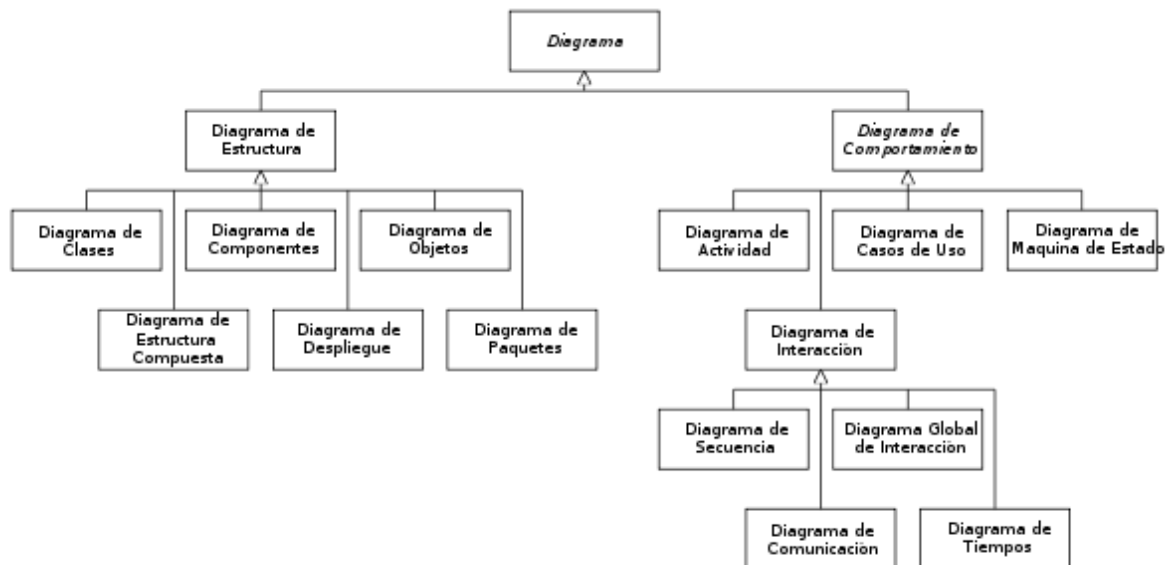 Diagrama
Diagrama de
Estructura
Diagrama de
Comportamiento
Diagrama de
Clases
Diagrama de
Componentes
Diagrama de
Objetos
Diagrama de
Actividad
Diagrama de
Casos de Uso
Diagrama de
Maquina de Estado
Diagrama de
Estructura
Compuesta
Diagrama de
Despliegue
Diagrama de
Paquetes
Diagrama de
Interacción
Diagrama de
Secuencia
Diagrama Global
de Interacción
Diagrama de
Comunicación
Diagrama de
Tiempos